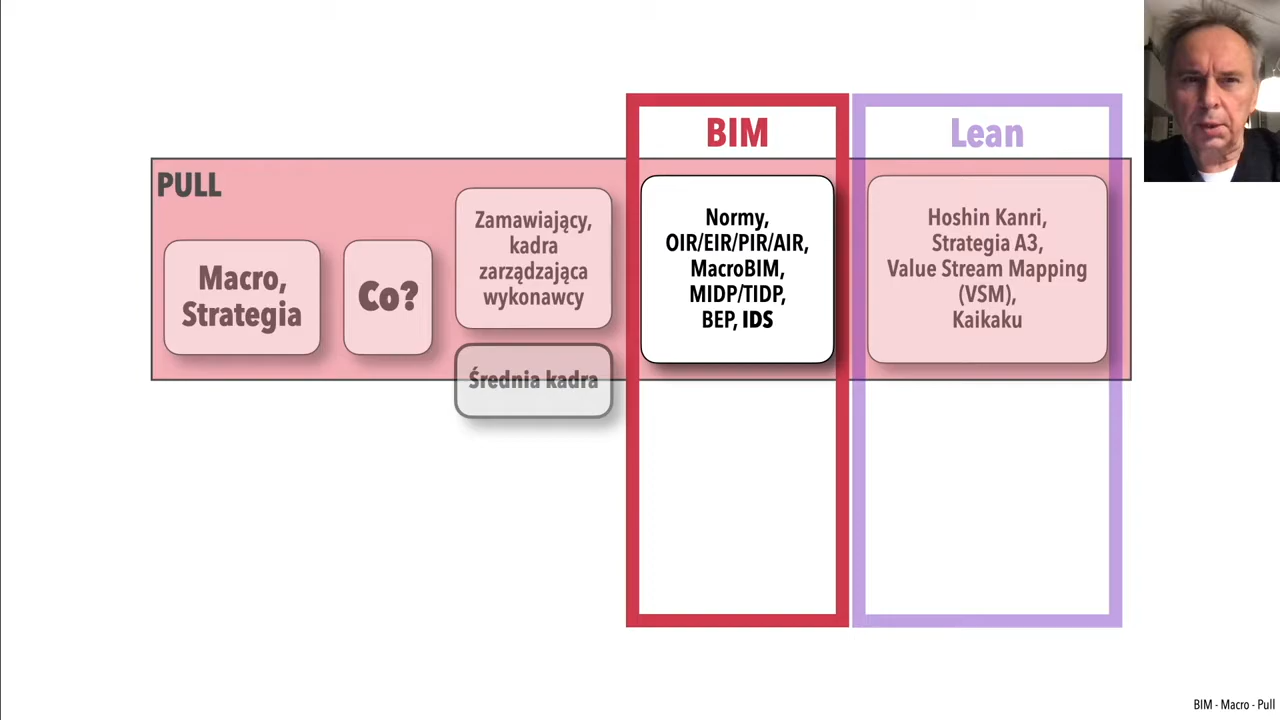 BIM
Lean
PULL
Macro,
Strategia
Co?
Zamawiający,
kadra
zarządzająca
wykonawcy
Średnia kadra
Normy,
OIR/EIR/PIR/AIR,
MacroBIM,
MIDP/TIDP,
BEP, IDS
Hoshin Kanri,
Strategia A3,
Value Stream Mapping
(VSM),
Kaikaku
BIM - Macro - Pull